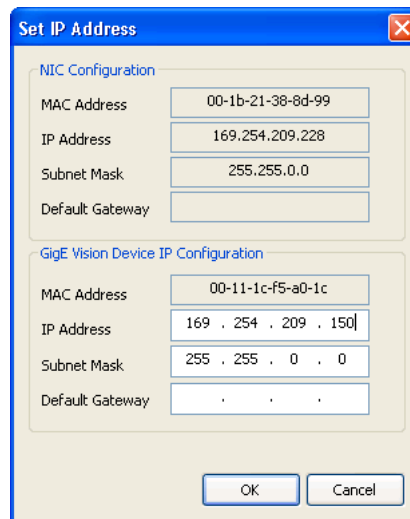 Set IP Address
NIC Configuration
MAC Address 00-1b-21-38-8d-99
IP Address 169.254.209.228
Subnet Mask 255.255.0.0
Default Gateway
GigE Vision Device IP Configuration
MAC Address 00-11-1c-f5-a0-1c
IP Address 169 . 254 . 209 . 150
Subnet Mask 255 . 255 . 0 . 0
Default Gateway . . .
OK Cancel